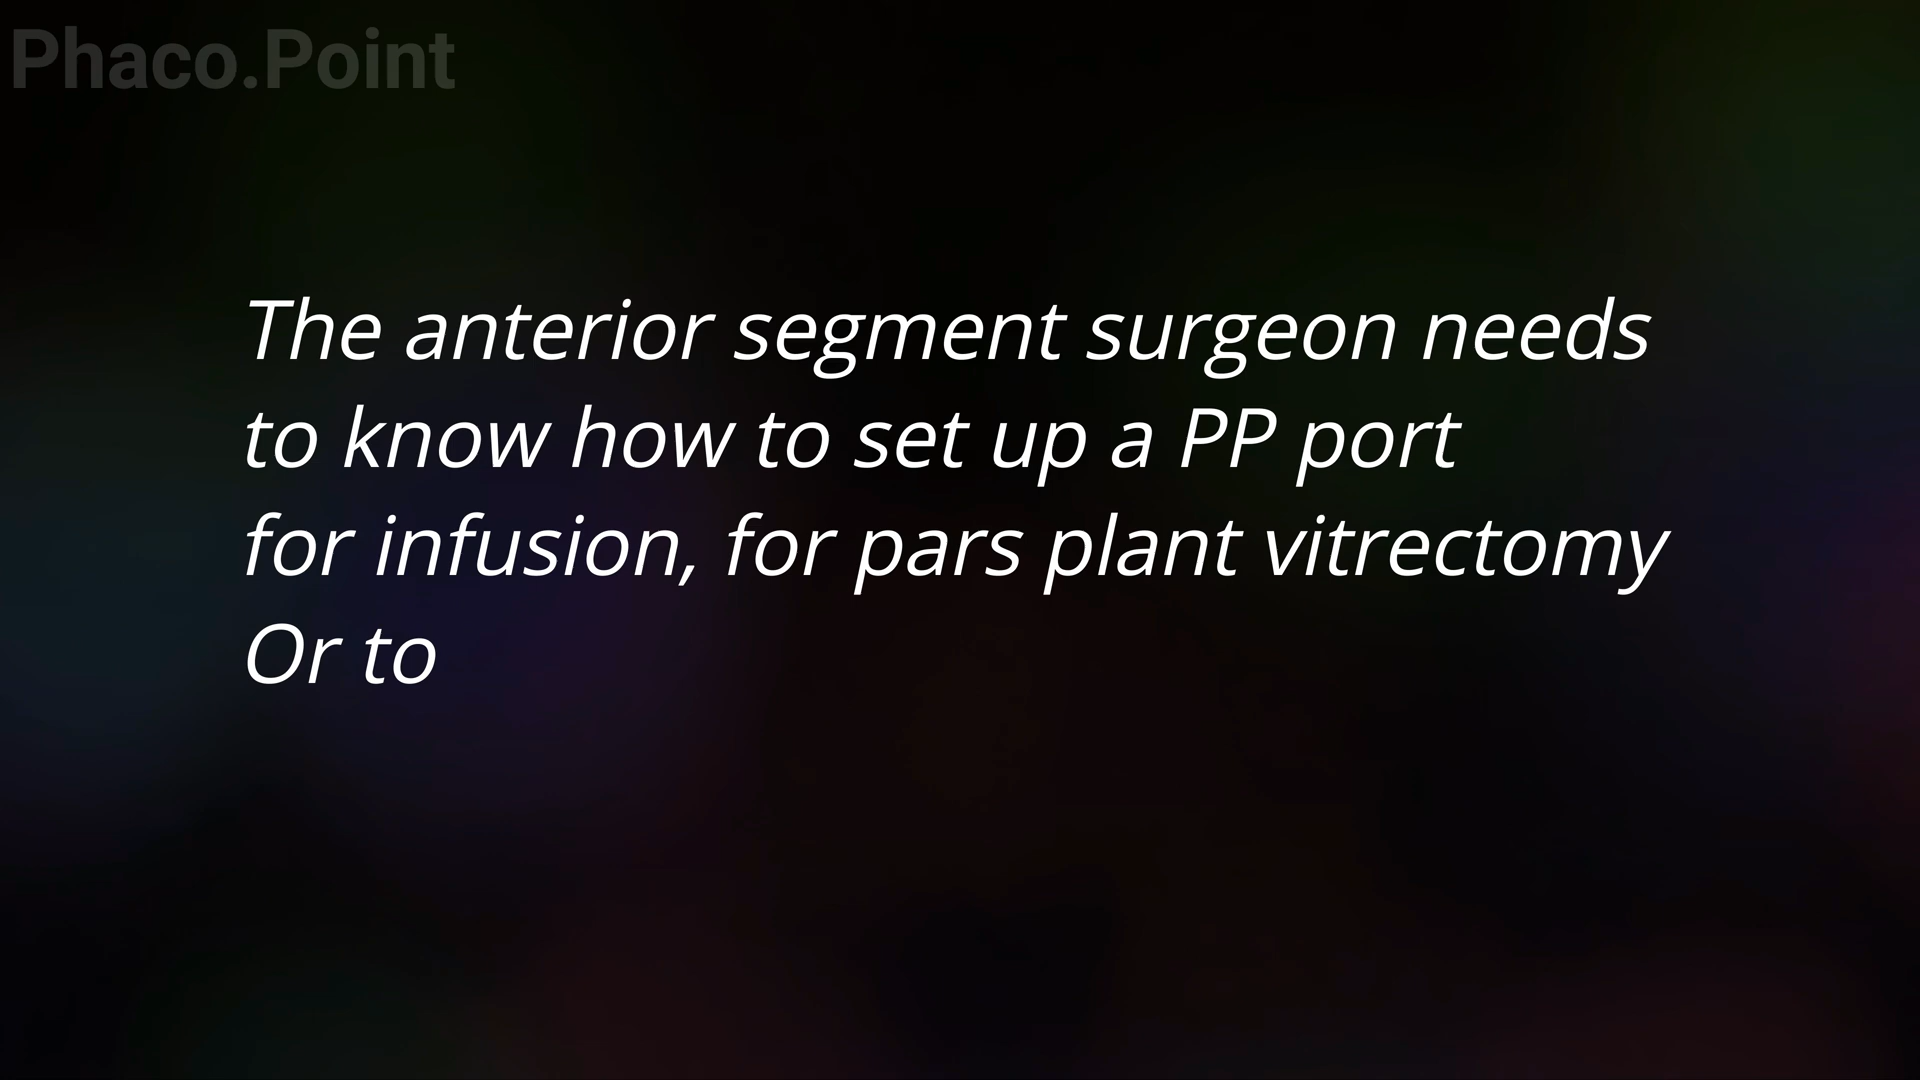 Phaco.Point
The anterior segment surgeon needs
to know how to set up a PP port
for infusion, for pars plant vitrectomy
Or to